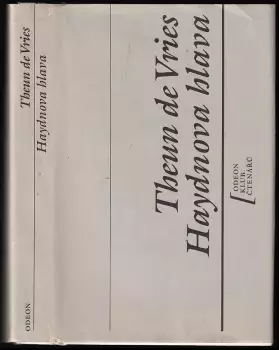 Theun de Vries
Haydnova hlava
ODEON
Theun de Vries
Haydnova hlava
ODEON
KLUB
ČTENÁŘŮ